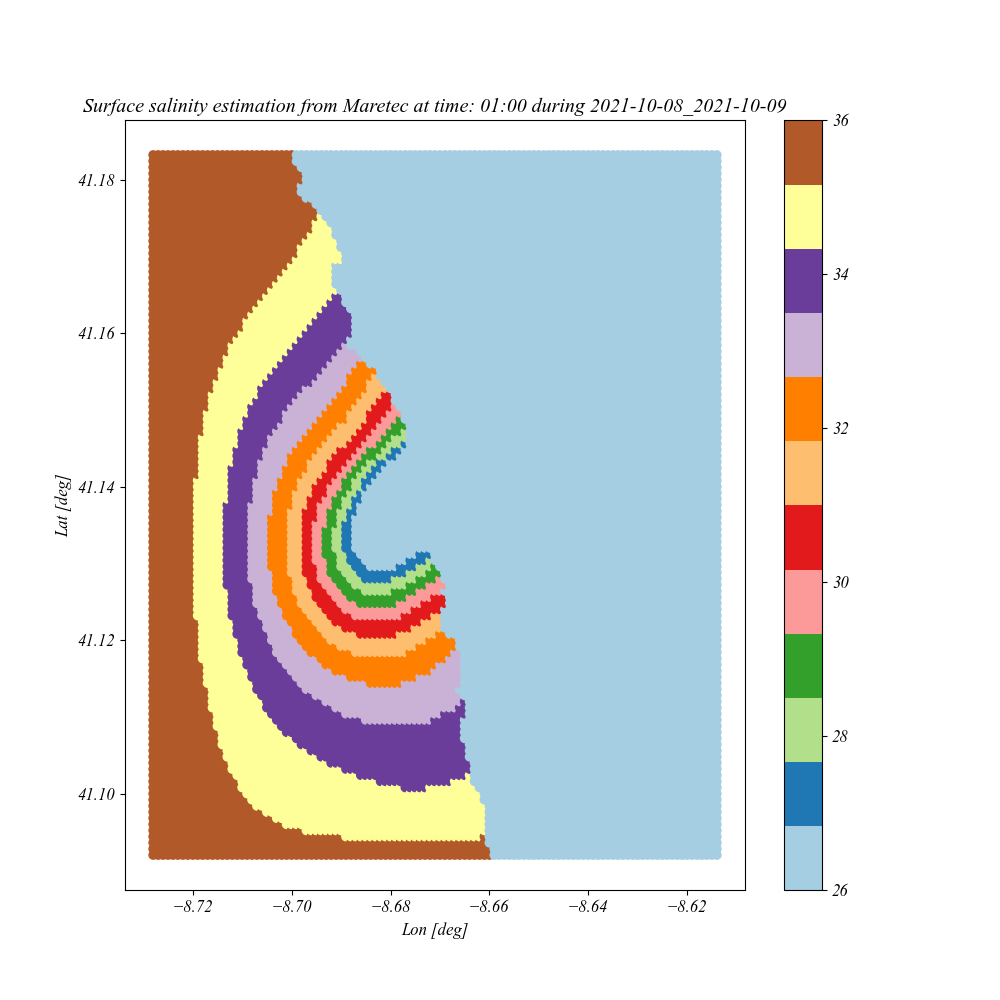 Surface salinity estimation from Maretec at time: 01:00 during 2021-10-08_2021-10-09
36
41.18
34
41.16
32
41.14
Lat [deg]
30
41.12
28
41.10
26
−8.72 −8.70 −8.68 −8.66 −8.64 −8.62
Lon [deg]